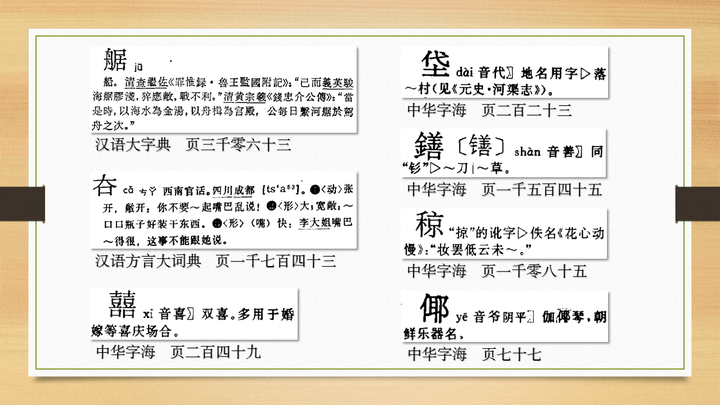 艍 jū
船。清查繼佐《罪惟録·魯王監國附記》:“已而義英駿
海艍膠淺,猝應敵,戰不利。”清黄宗羲《錢忠介公傳》:“當
是時,以海水為金湯,以舟楫為宮殿,公每日繫河艍於駕
舟之次。”
汉语大字典 页三千零六十三
夻 cǒ ㄘㄚˇ 西南官话。四川成都 [ts‘a⁵³]。❶〈动〉张
开,敞开:你不要~起嘴巴乱说!❷〈形〉大;宽敞:~
口口瓶子好装干东西。❸〈形〉(嘴)快:李大姐嘴巴
~得很,这事不能跟她说。
汉语方言大词典 页一千七百四十三
囍 xǐ 音喜〗双喜。多用于婚
嫁等喜庆场合。
中华字海 页二百四十九
垈 dài 音代〗地名用字▷落
~村(见《元史·河渠志》)。
中华字海 页二百二十三
鐥〔𫔍〕shàn 音善〗同
“钐”▷~刀|~草。
中华字海 页一千五百四十五
稤 “掠”的讹字▷佚名《花心动
慢》:“妆罢低云未~。”
中华字海 页一千零八十五
倻 yē 音爷阴平〗伽倻琴,朝
鲜乐器名,
中华字海 页七十七